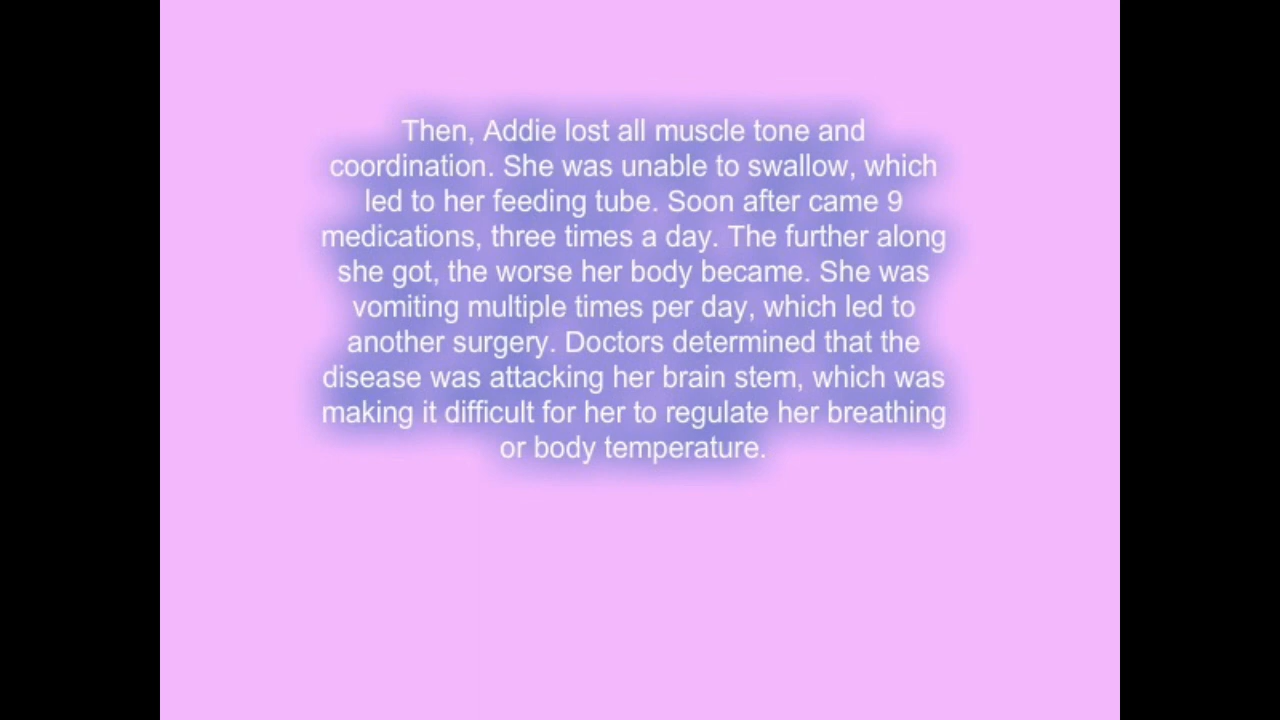 Then, Addie lost all muscle tone and
coordination. She was unable to swallow, which
led to her feeding tube. Soon after came 9
medications, three times a day. The further along
she got, the worse her body became. She was
vomiting multiple times per day, which led to
another surgery. Doctors determined that the
disease was attacking her brain stem, which was
making it difficult for her to regulate her breathing
or body temperature.